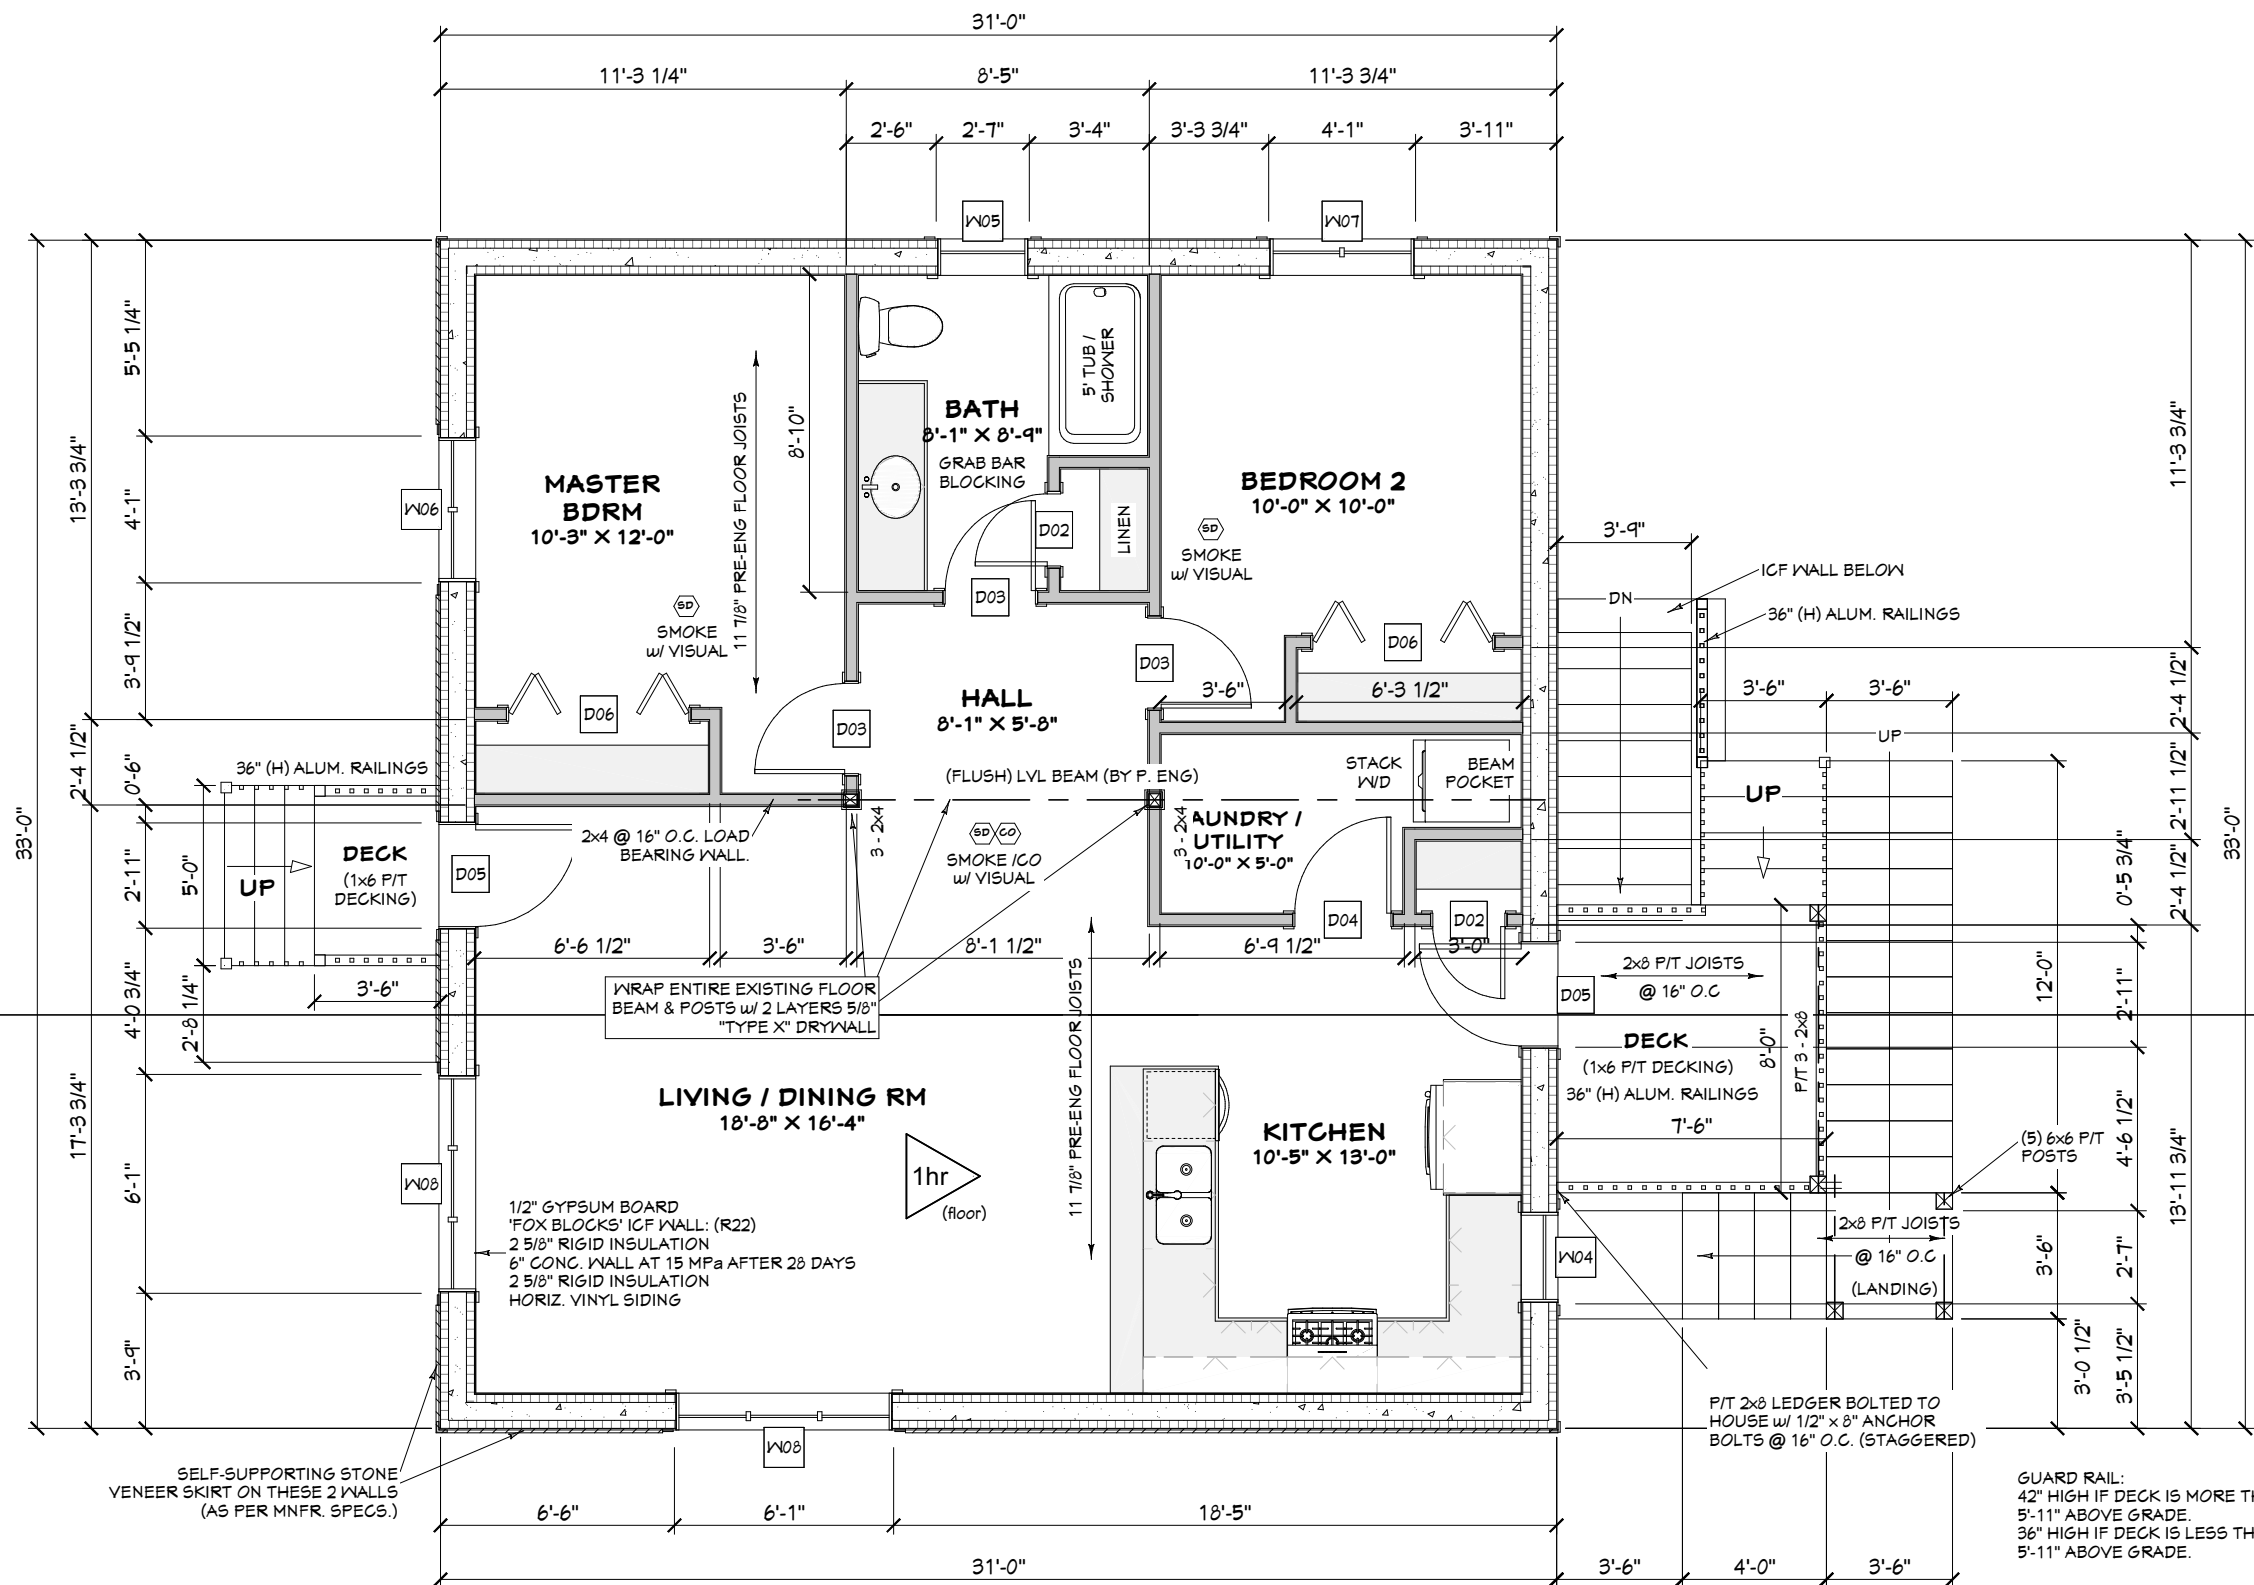 31'-0"
11'-3 1/4"
8'-5"
11'-3 3/4"
2'-6"
2'-7"
3'-4"
3'-3 3/4"
4'-1"
3'-11"
W05
W07
33'-0"
13'-3 3/4"
2'-4 1/2"
17'-3 3/4"
5'-5 1/4"
4'-1"
3'-9 1/2"
0'-6"
2'-11"
4'-0 3/4"
6'-1"
3'-9"
5'-0"
2'-8 1/4"
3'-6"
W06
W08
MASTER
BDRM
10'-3" X 12'-0"
SD
SMOKE
w/ VISUAL
11 7/8" PRE-ENG FLOOR JOISTS
8'-10"
D06
D03
BATH
8'-1" X 8'-9"
GRAB BAR
BLOCKING
5' TUB /
SHOWER
D02
LINEN
D03
BEDROOM 2
10'-0" X 10'-0"
SD
SMOKE
w/ VISUAL
D06
D03
3'-6"
6'-3 1/2"
HALL
8'-1" X 5'-8"
(FLUSH) LVL BEAM (BY P. ENG)
STACK
W/D
BEAM
POCKET
3 - 2x4
3 - 2x4
SD
CO
SMOKE /CO
w/ VISUAL
AUNDRY /
UTILITY
10'-0" X 5'-0"
D04
D02
36" (H) ALUM. RAILINGS
DECK
(1x6 P/T
DECKING)
UP
D05
2x4 @ 16" O.C. LOAD
BEARING WALL.
6'-6 1/2"
3'-6"
8'-1 1/2"
6'-9 1/2"
3'-0"
WRAP ENTIRE EXISTING FLOOR
BEAM & POSTS w/ 2 LAYERS 5/8"
"TYPE X" DRYWALL
LIVING / DINING RM
18'-8" X 16'-4"
1hr
(floor)
11 7/8" PRE-ENG FLOOR JOISTS
KITCHEN
10'-5" X 13'-0"
1/2" GYPSUM BOARD
'FOX BLOCKS' ICF WALL: (R22)
2 5/8" RIGID INSULATION
6" CONC. WALL AT 15 MPa AFTER 28 DAYS
2 5/8" RIGID INSULATION
HORIZ. VINYL SIDING
W08
W04
D05
SELF-SUPPORTING STONE
VENEER SKIRT ON THESE 2 WALLS
(AS PER MNFR. SPECS.)
3'-9"
ICF WALL BELOW
DN
36" (H) ALUM. RAILINGS
3'-6"
3'-6"
UP
UP
2x8 P/T JOISTS
@ 16" O.C
DECK
(1x6 P/T DECKING)
36" (H) ALUM. RAILINGS
7'-6"
8'-0"
P/T 3 - 2x8
12'-0"
(5) 6x6 P/T
POSTS
2x8 P/T JOISTS
@ 16" O.C
(LANDING)
3'-6"
3'-0 1/2"
0'-5 3/4"
2'-11"
4'-6 1/2"
2'-7"
3'-5 1/2"
11'-3 3/4"
2'-4 1/2"
2'-11 1/2"
2'-4 1/2"
13'-11 3/4"
33'-0"
P/T 2x8 LEDGER BOLTED TO
HOUSE w/ 1/2" x 8" ANCHOR
BOLTS @ 16" O.C. (STAGGERED)
GUARD RAIL:
42" HIGH IF DECK IS MORE TH
5'-11" ABOVE GRADE.
36" HIGH IF DECK IS LESS TH
5'-11" ABOVE GRADE.
6'-6"
6'-1"
18'-5"
31'-0"
3'-6"
4'-0"
3'-6"